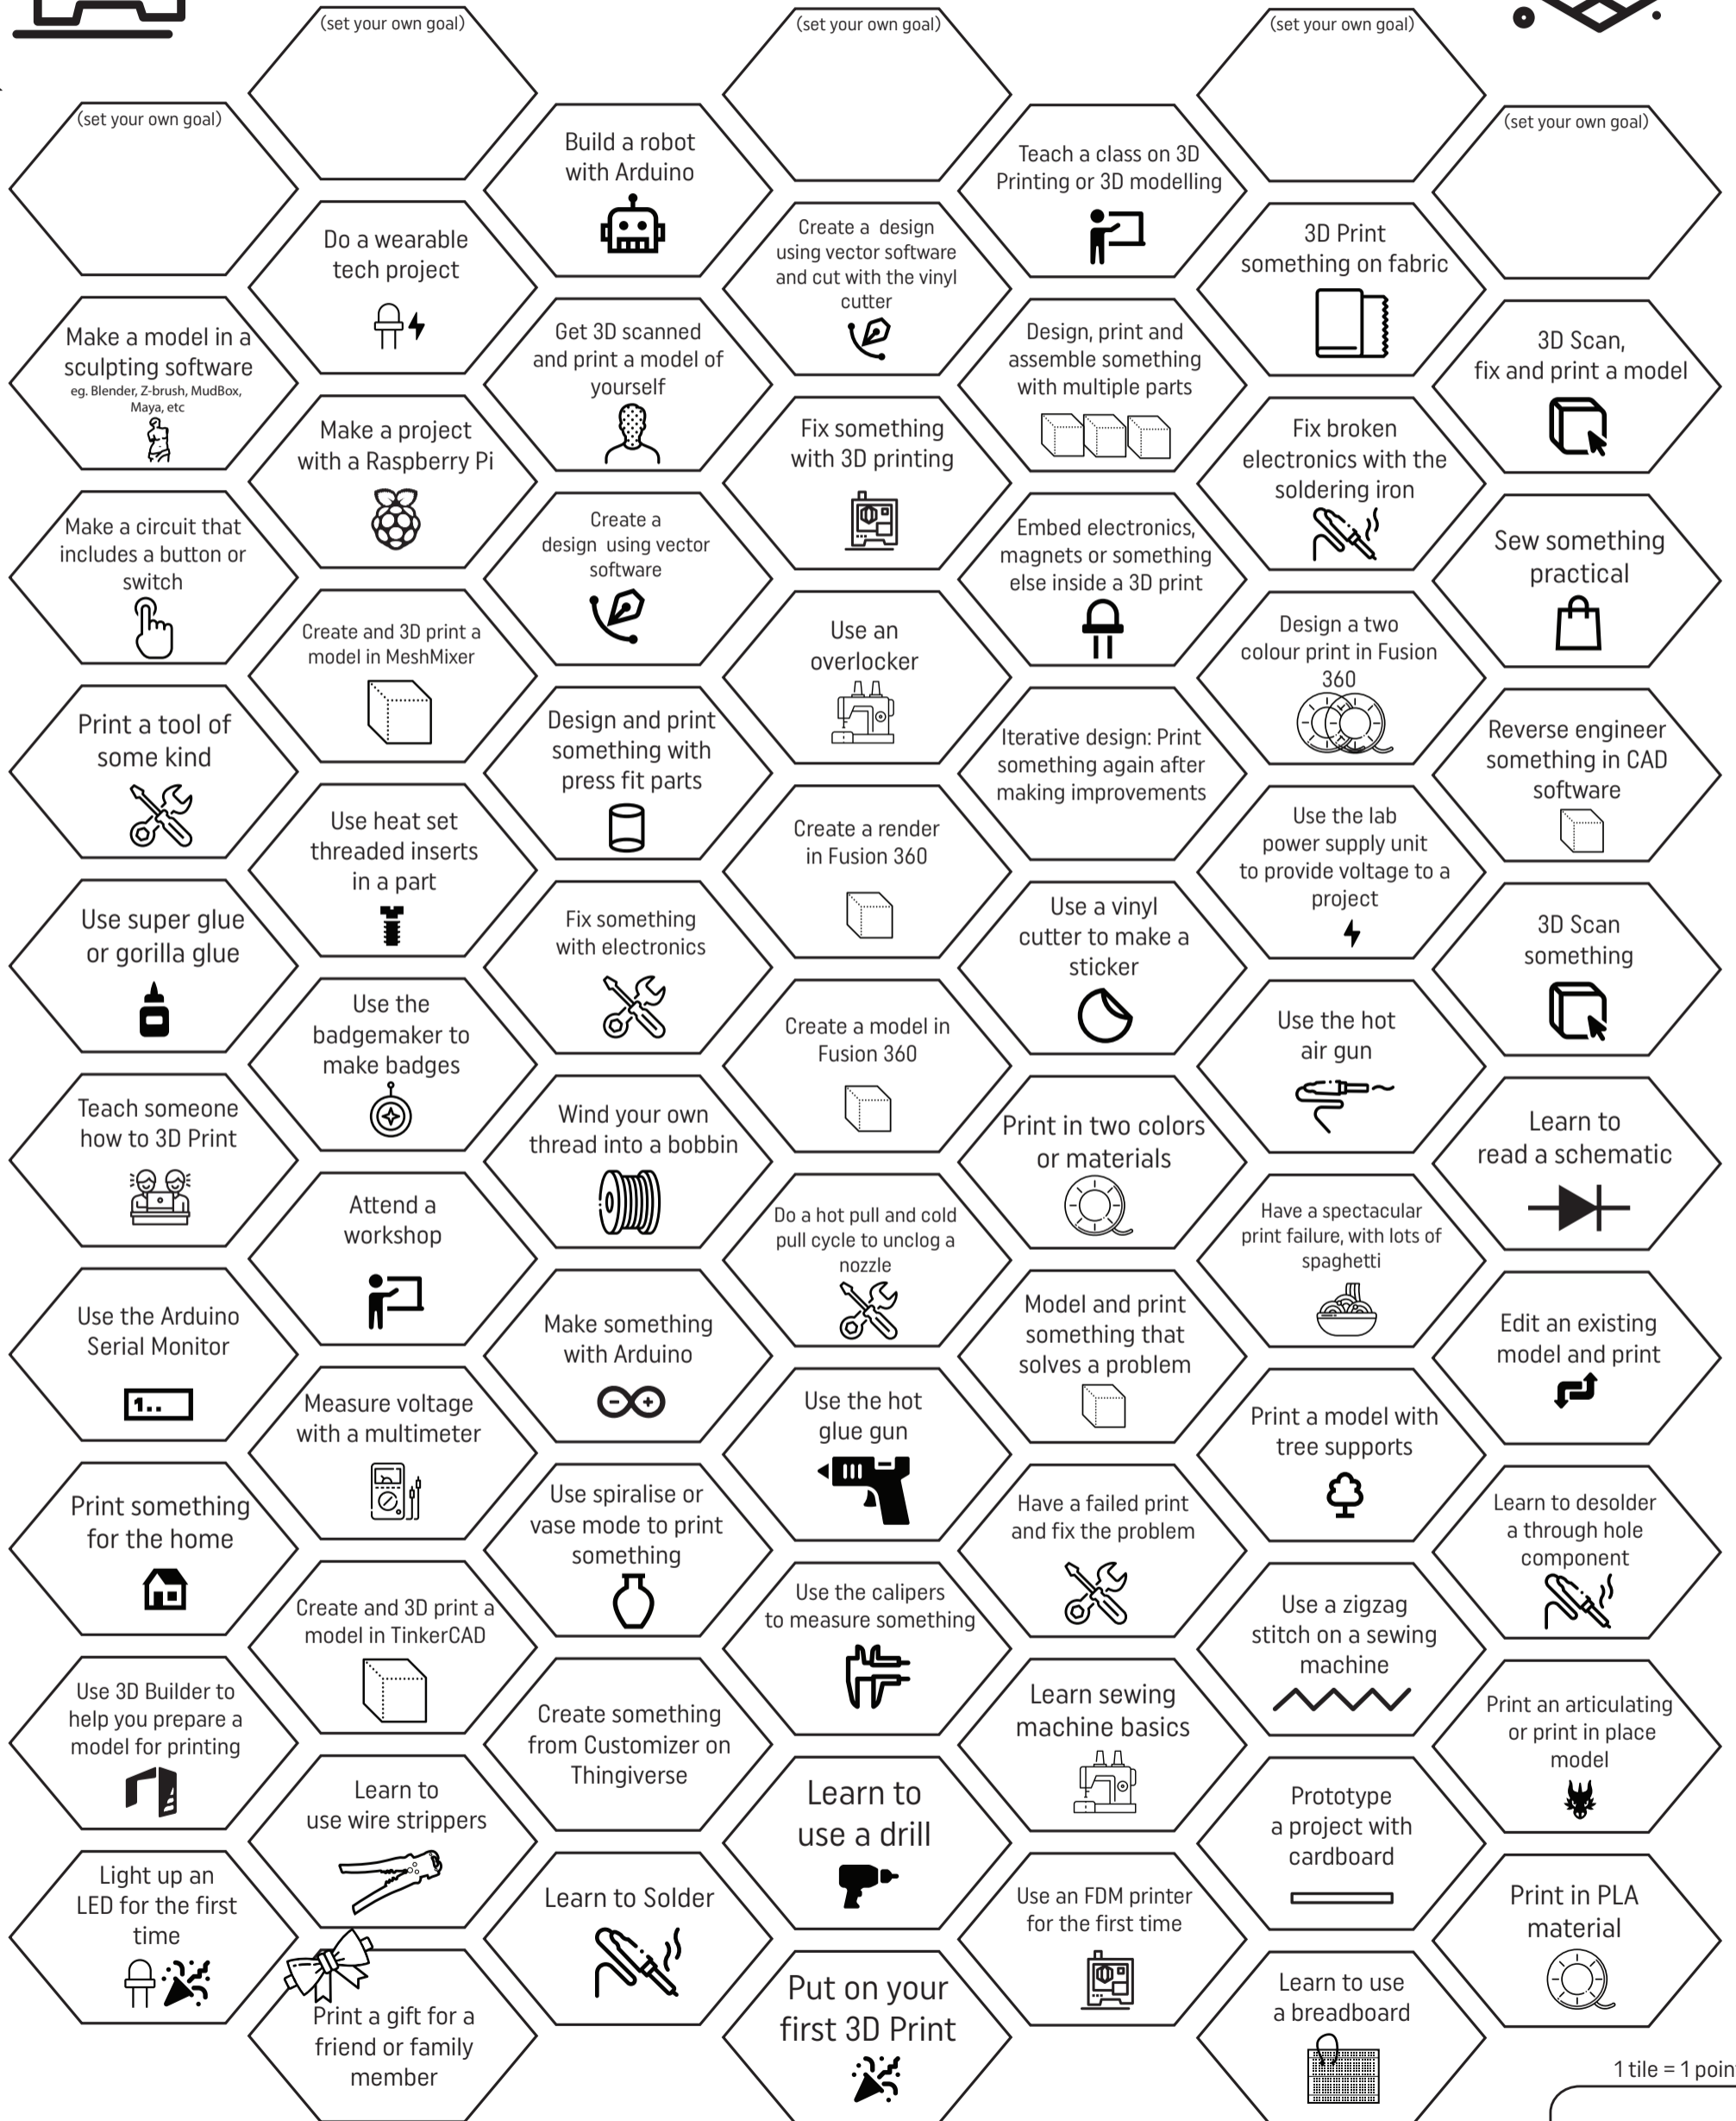 (set your own goal)
(set your own goal)
(set your own goal)
(set your own goal)
(set your own goal)
Build a robot
with Arduino
Teach a class on 3D
Printing or 3D modelling
Do a wearable
tech project
Create a design
using vector software
and cut with the vinyl
cutter
3D Print
something on fabric
Make a model in a
sculpting software
eg. Blender, Z-brush, MudBox,
Maya, etc
Get 3D scanned
and print a model of
yourself
Design, print and
assemble something
with multiple parts
3D Scan,
fix and print a model
Make a project
with a Raspberry Pi
Fix something
with 3D printing
Fix broken
electronics with the
soldering iron
Make a circuit that
includes a button or
switch
Create a
design using vector
software
Embed electronics,
magnets or something
else inside a 3D print
Sew something
practical
Create and 3D print a
model in MeshMixer
Use an
overlocker
Design a two
colour print in Fusion
360
Print a tool of
some kind
Design and print
something with
press fit parts
Iterative design: Print
something again after
making improvements
Reverse engineer
something in CAD
software
Use heat set
threaded inserts
in a part
Create a render
in Fusion 360
Use the lab
power supply unit
to provide voltage to a
project
Use super glue
or gorilla glue
Fix something
with electronics
Use a vinyl
cutter to make a
sticker
3D Scan
something
Use the
badgemaker to
make badges
Create a model in
Fusion 360
Use the hot
air gun
Teach someone
how to 3D Print
Wind your own
thread into a bobbin
Print in two colors
or materials
Learn to
read a schematic
Attend a
workshop
Do a hot pull and cold
pull cycle to unclog a
nozzle
Have a spectacular
print failure, with lots of
spaghetti
Use the Arduino
Serial Monitor
1..
Make something
with Arduino
Model and print
something that
solves a problem
Edit an existing
model and print
Measure voltage
with a multimeter
Use the hot
glue gun
Print a model with
tree supports
Print something
for the home
Use spiralise or
vase mode to print
something
Have a failed print
and fix the problem
Learn to desolder
a through hole
component
Create and 3D print a
model in TinkerCAD
Use the calipers
to measure something
Use a zigzag
stitch on a sewing
machine
Use 3D Builder to
help you prepare a
model for printing
Create something
from Customizer on
Thingiverse
Learn sewing
machine basics
Print an articulating
or print in place
model
Learn to
use wire strippers
Learn to
use a drill
Prototype
a project with
cardboard
Light up an
LED for the first
time
Learn to Solder
Use an FDM printer
for the first time
Print in PLA
material
Print a gift for a
friend or family
member
Put on your
first 3D Print
Learn to use
a breadboard
1 tile = 1 poin